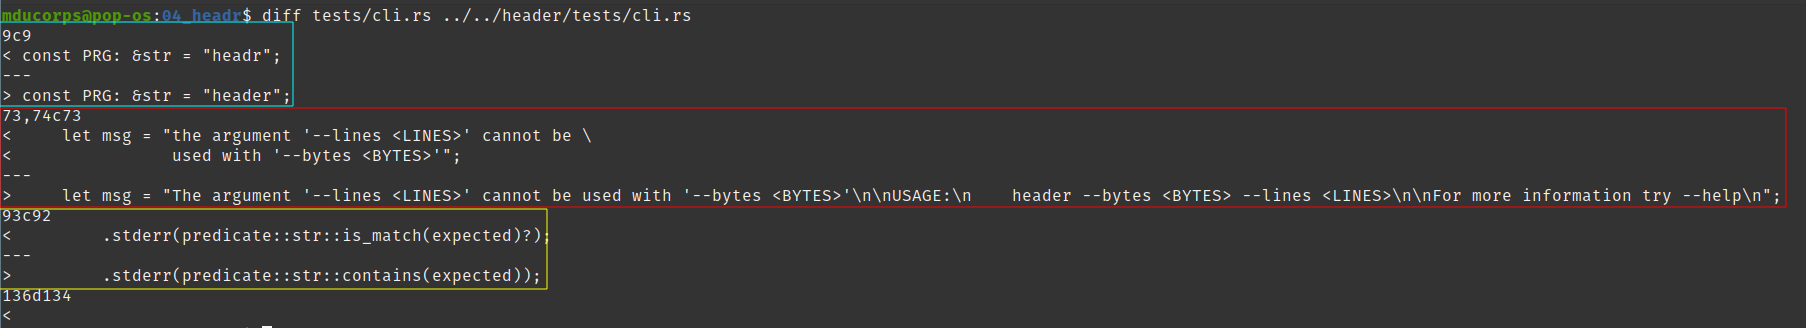 mducorps@pop-os:04_headr$ diff tests/cli.rs ../../header/tests/cli.rs
9c9
< const PRG: &str = "headr";
---
> const PRG: &str = "header";
73,74c73
<     let msg = "the argument '--lines <LINES>' cannot be \
<                used with '--bytes <BYTES>'";
---
>     let msg = "The argument '--lines <LINES>' cannot be used with '--bytes <BYTES>'\n\nUSAGE:\n    header --bytes <BYTES> --lines <LINES>\n\nFor more information try --help\n";
93c92
<         .stderr(predicate::str::is_match(expected)?);
---
>         .stderr(predicate::str::contains(expected));
136d134
<